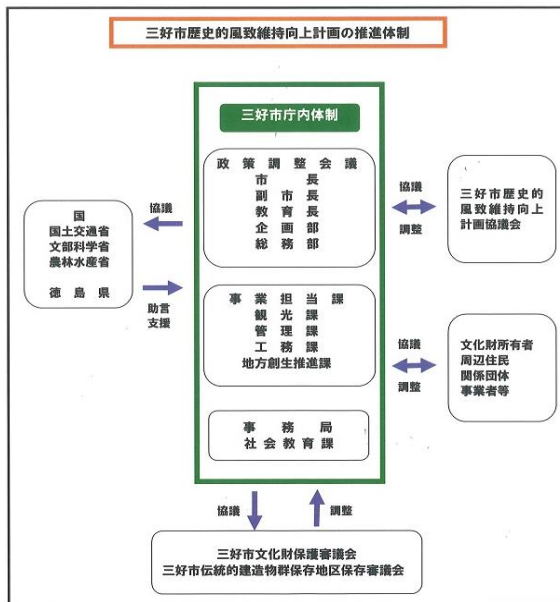 三好市歴史的風致維持向上計画の推進体制
三好市庁内体制
政策調整会議
市長
副市長
教育長
企画部
総務部
協議
国
国土交通省
文部科学省
農林水産省
徳島県
助言
支援
協議
調整
三好市歴史的
風致維持向上
計画協議会
事業担当課
観光課
管理課
工務課
地方創生推進課
協議
調整
文化財所有者
周辺住民
関係団体
事業者等
事務局
社会教育課
協議
調整
三好市文化財保護審議会
三好市伝統的建造物群保存地区保存審議会